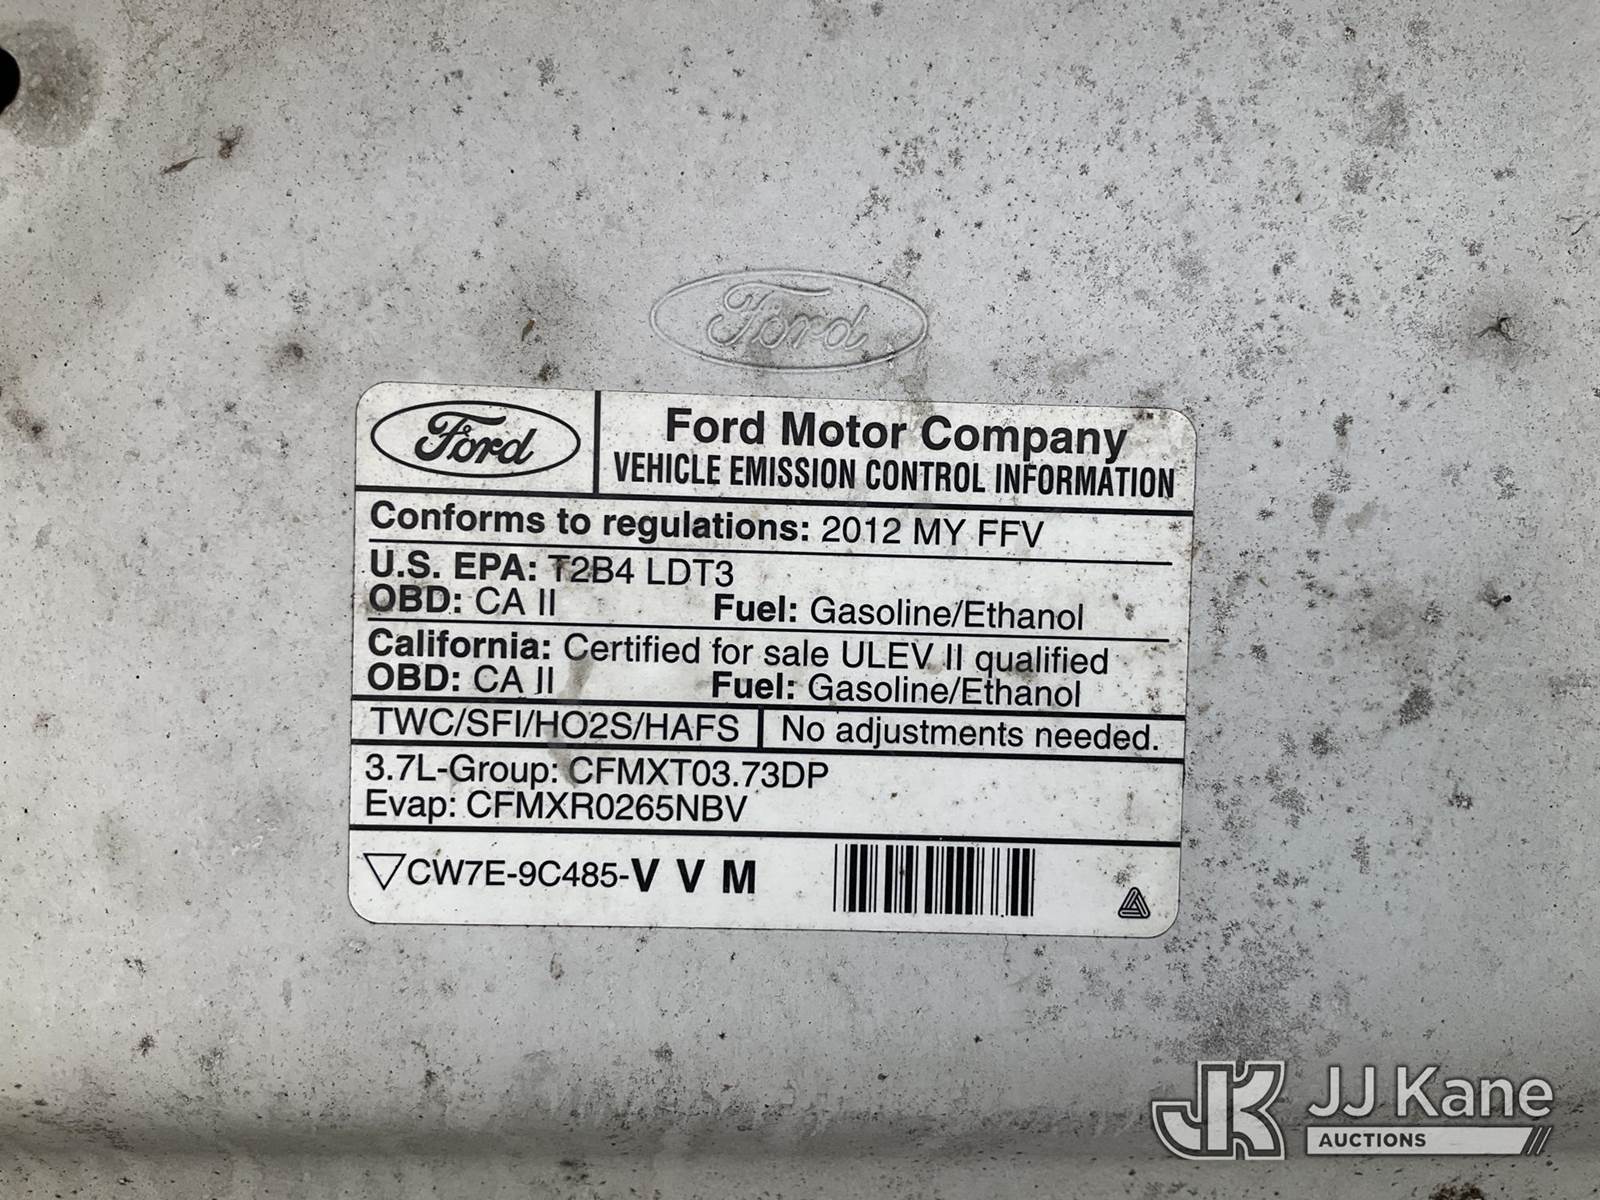 Ford
Ford Ford Motor Company
VEHICLE EMISSION CONTROL INFORMATION
Conforms to regulations: 2012 MY FFV
U.S. EPA: T2B4 LDT3
OBD: CA II Fuel: Gasoline/Ethanol
California: Certified for sale ULEV II qualified
OBD: CA II Fuel: Gasoline/Ethanol
TWC/SFI/HO2S/HAFS No adjustments needed.
3.7L-Group: CFMXT03.73DP
Evap: CFMXR0265NBV
▽CW7E-9C485-V V M
JK JJ Kane
AUCTIONS